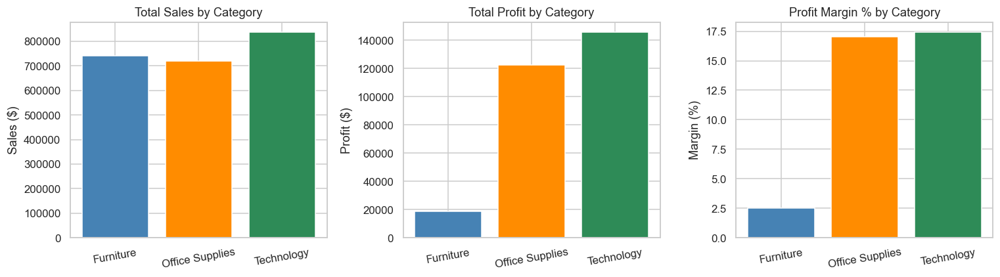 Total Sales by Category
Sales ($)
800000
700000
600000
500000
400000
300000
200000
100000
0
Furniture
Office Supplies
Technology
Total Profit by Category
Profit ($)
140000
120000
100000
80000
60000
40000
20000
0
Furniture
Office Supplies
Technology
Profit Margin % by Category
Margin (%)
17.5
15.0
12.5
10.0
7.5
5.0
2.5
0.0
Furniture
Office Supplies
Technology